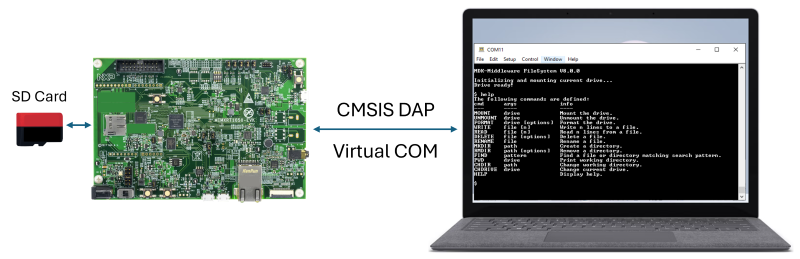 SD Card
CMSIS DAP
Virtual COM
COM11
File Edit Setup Control Window Help
MDK-Middleware FileSystem V8.0.0
Initializing and mounting current drive...
Drive ready!
$ help
The following commands are defined:
cmd args info
MOUNT drive Mount the drive.
UNMOUNT drive Unmount the drive.
FORMAT drive [options] Format the drive.
WRITE file [n] Write n lines to a file.
READ file [n] Read n lines from a file.
DELETE file [options] Delete a file.
RENAME file Rename a file.
MKDIR path Create a directory.
RMDIR path [options] Remove a directory.
FIND pattern Find a file or directory matching search pattern.
PWD drive Print working directory.
CHDIR path Change working directory.
CHDRIVE drive Change current drive.
HELP Display help.
$